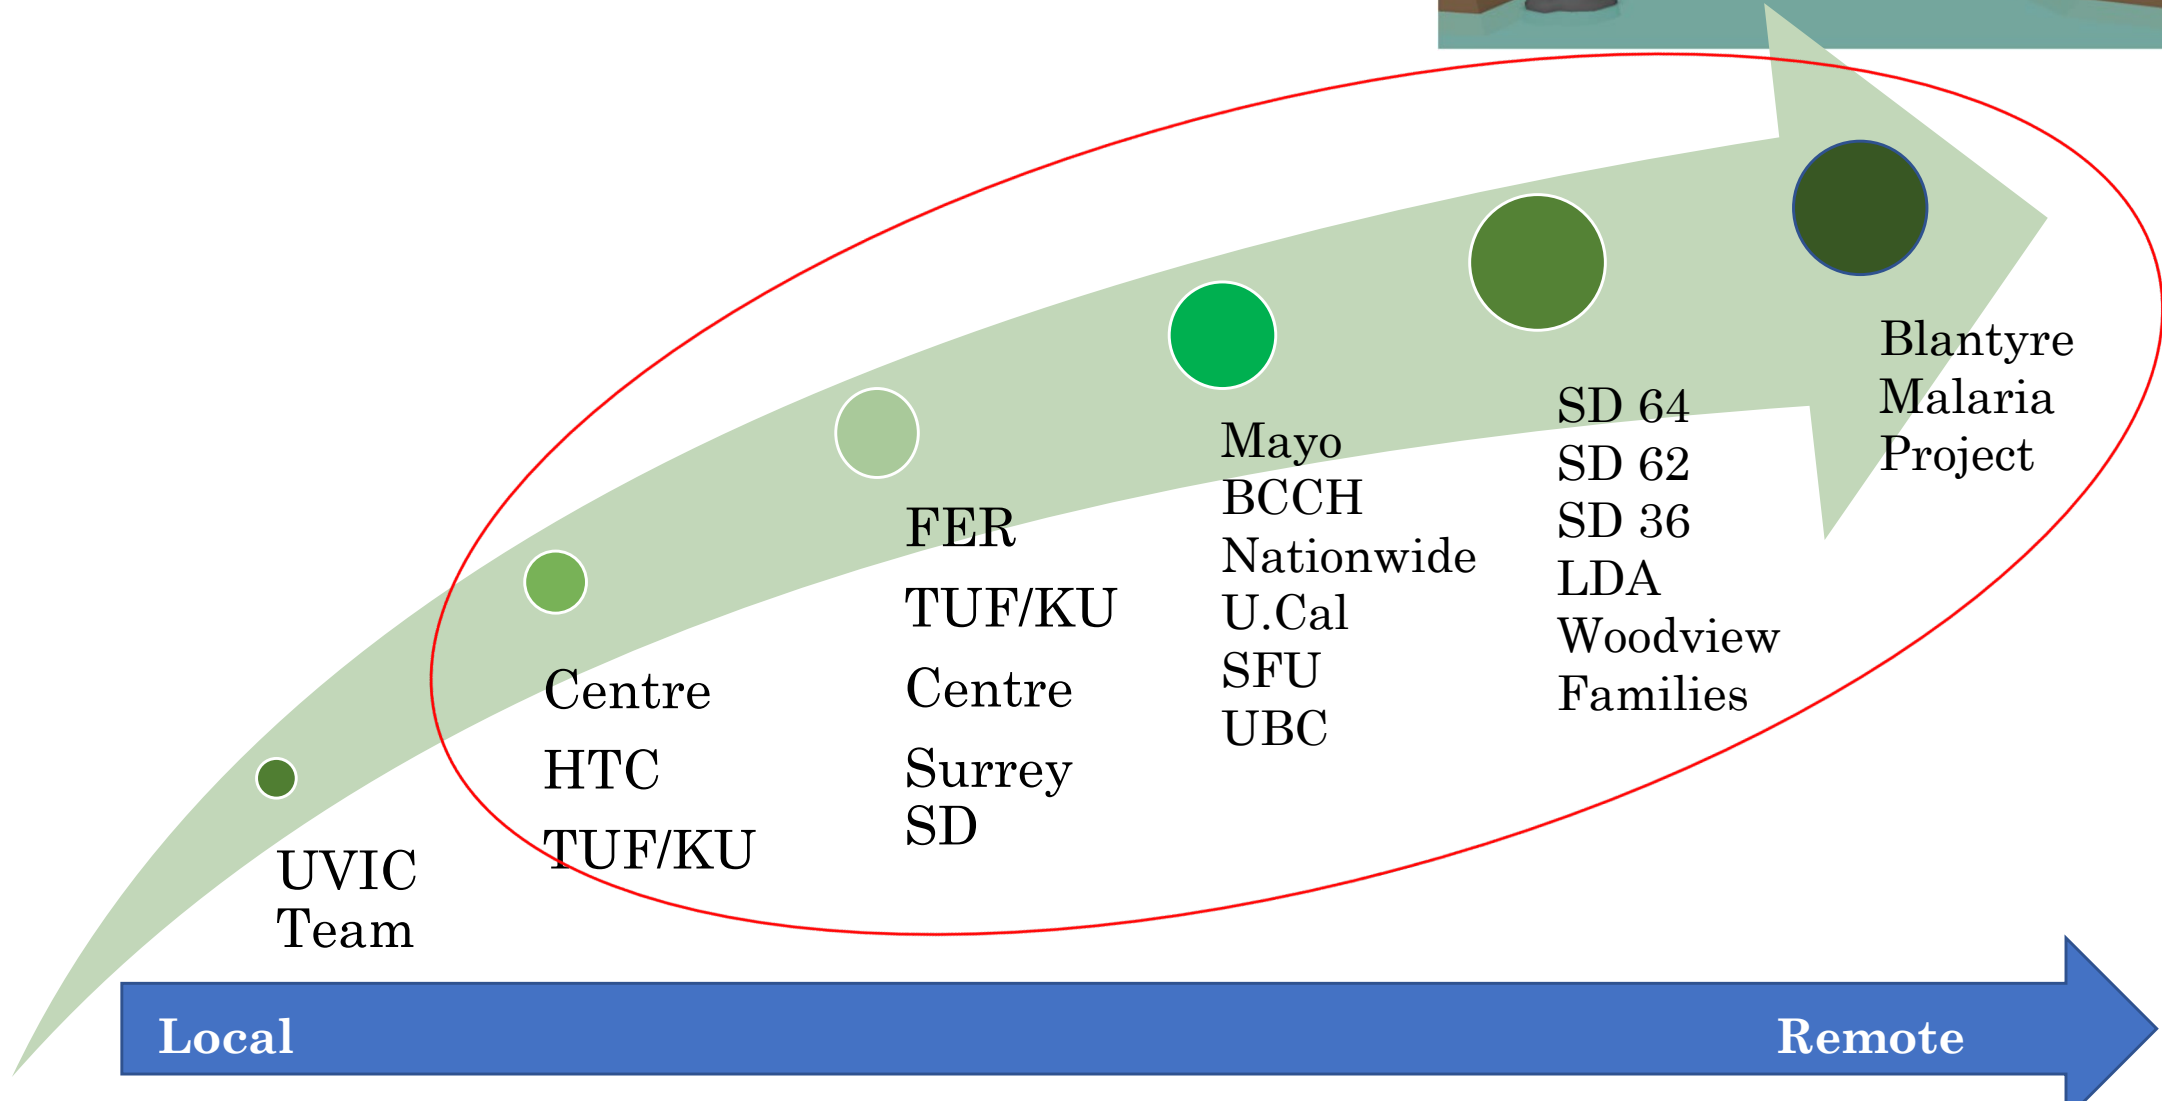 UVIC
Team
Centre
HTC
TUF/KU
FER
TUF/KU
Centre
Surrey
SD
Mayo
BCCH
Nationwide
U.Cal
SFU
UBC
SD 64
SD 62
SD 36
LDA
Woodview
Families
Blantyre
Malaria
Project
Local
Remote